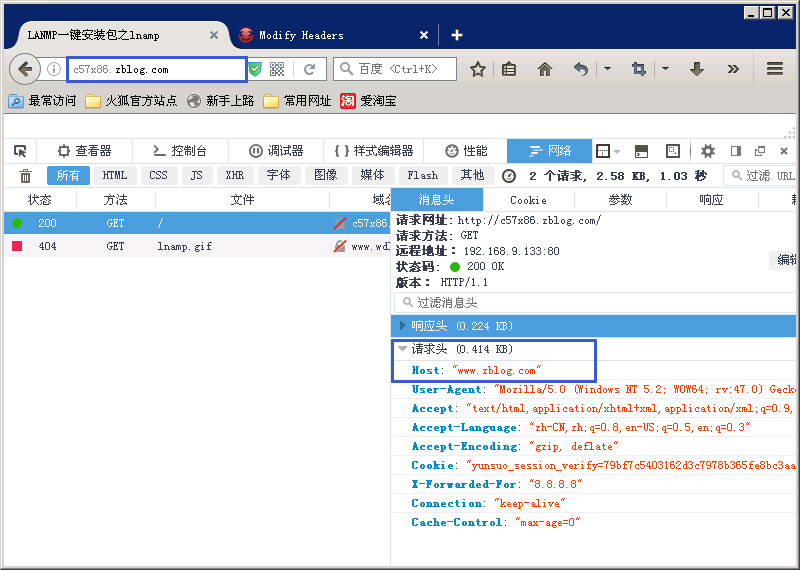 LANMP一键安装包之lnamp
Modify Headers
c57x86.zblog.com
百度 <Ctrl+K>
最常访问 火狐官方站点 新手上路 常用网址 淘 爱淘宝
查看器 控制台 调试器 { } 样式编辑器 性能 网络
所有 HTML CSS JS XHR 字体 图像 媒体 Flash 其他 2 个请求, 2.58 KB, 1.03 秒 过滤 URL
状态 方法 文件 域名 消息头 Cookie 参数 响应
200 GET / c57x86.
404 GET lnamp.gif www.wdl
请求网址: http://c57x86.zblog.com/
请求方法: GET
远程地址: 192.168.9.133:80
状态码: 200 OK
编辑
版本: HTTP/1.1
过滤消息头
响应头 (0.224 KB)
请求头 (0.414 KB)
Host: "www.zblog.com"
User-Agent: "Mozilla/5.0 (Windows NT 5.2; WOW64; rv:47.0) Geck
Accept: "text/html,application/xhtml+xml,application/xml;q=0.9,
Accept-Language: "zh-CN,zh;q=0.8,en-US;q=0.5,en;q=0.3"
Accept-Encoding: "gzip, deflate"
Cookie: "yunsuo_session_verify=79bf7c5403162d3c7978b365fe8bc3aa
X-Forwarded-For: "8.8.8.8"
Connection: "keep-alive"
Cache-Control: "max-age=0"